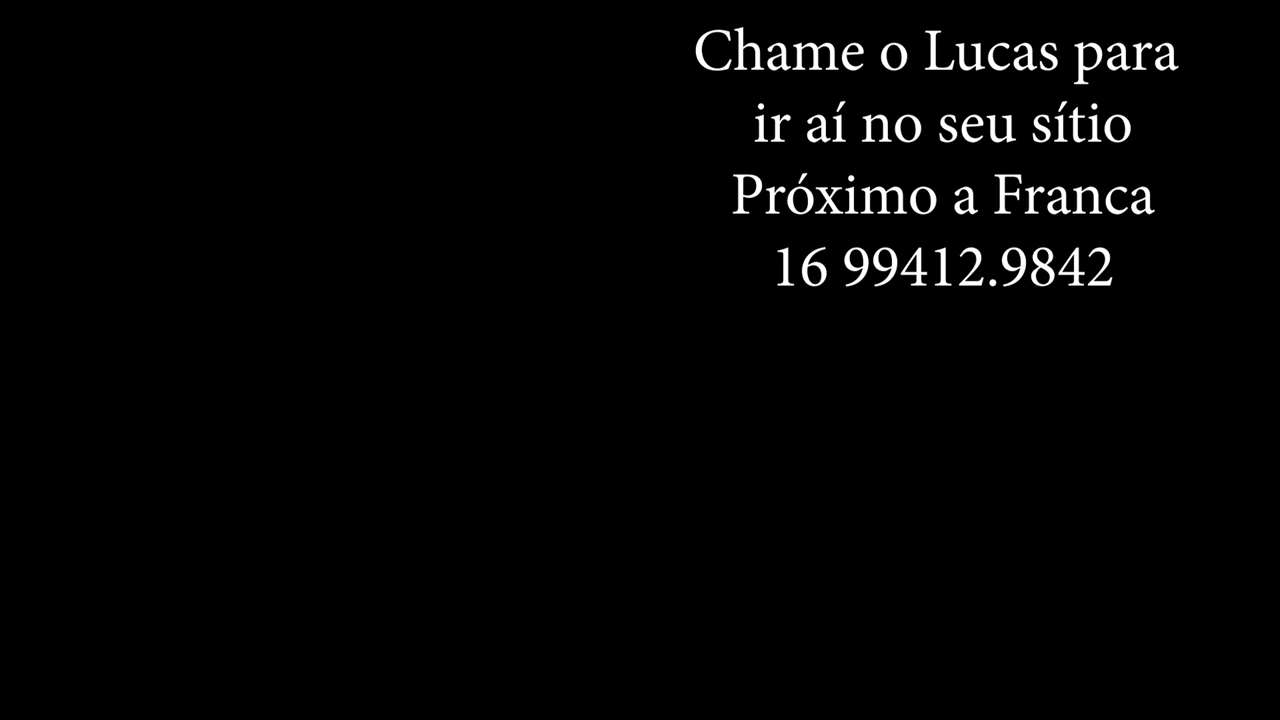 Chame o Lucas para
ir aí no seu sítio
Próximo a Franca
16 99412.9842